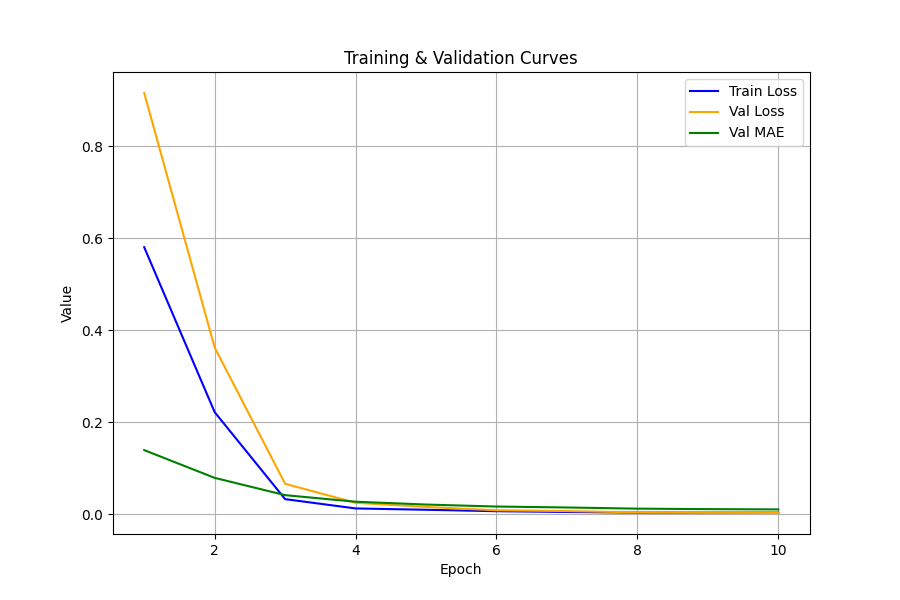 Training & Validation Curves
Train Loss
Val Loss
Val MAE
0.8
0.6
0.4
0.2
0.0
Value
2 4 6 8 10
Epoch